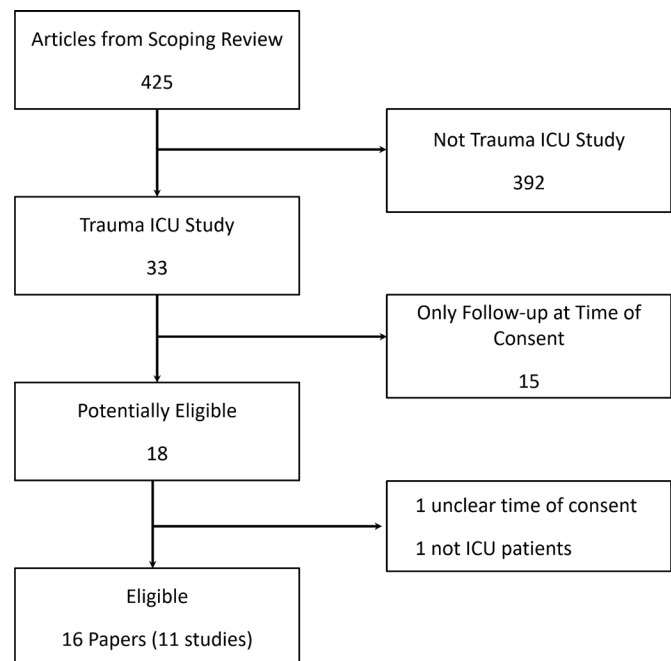 Articles from Scoping Review
425
Not Trauma ICU Study
392
Trauma ICU Study
33
Only Follow-up at Time of
Consent
15
Potentially Eligible
18
1 unclear time of consent
1 not ICU patients
Eligible
16 Papers (11 studies)